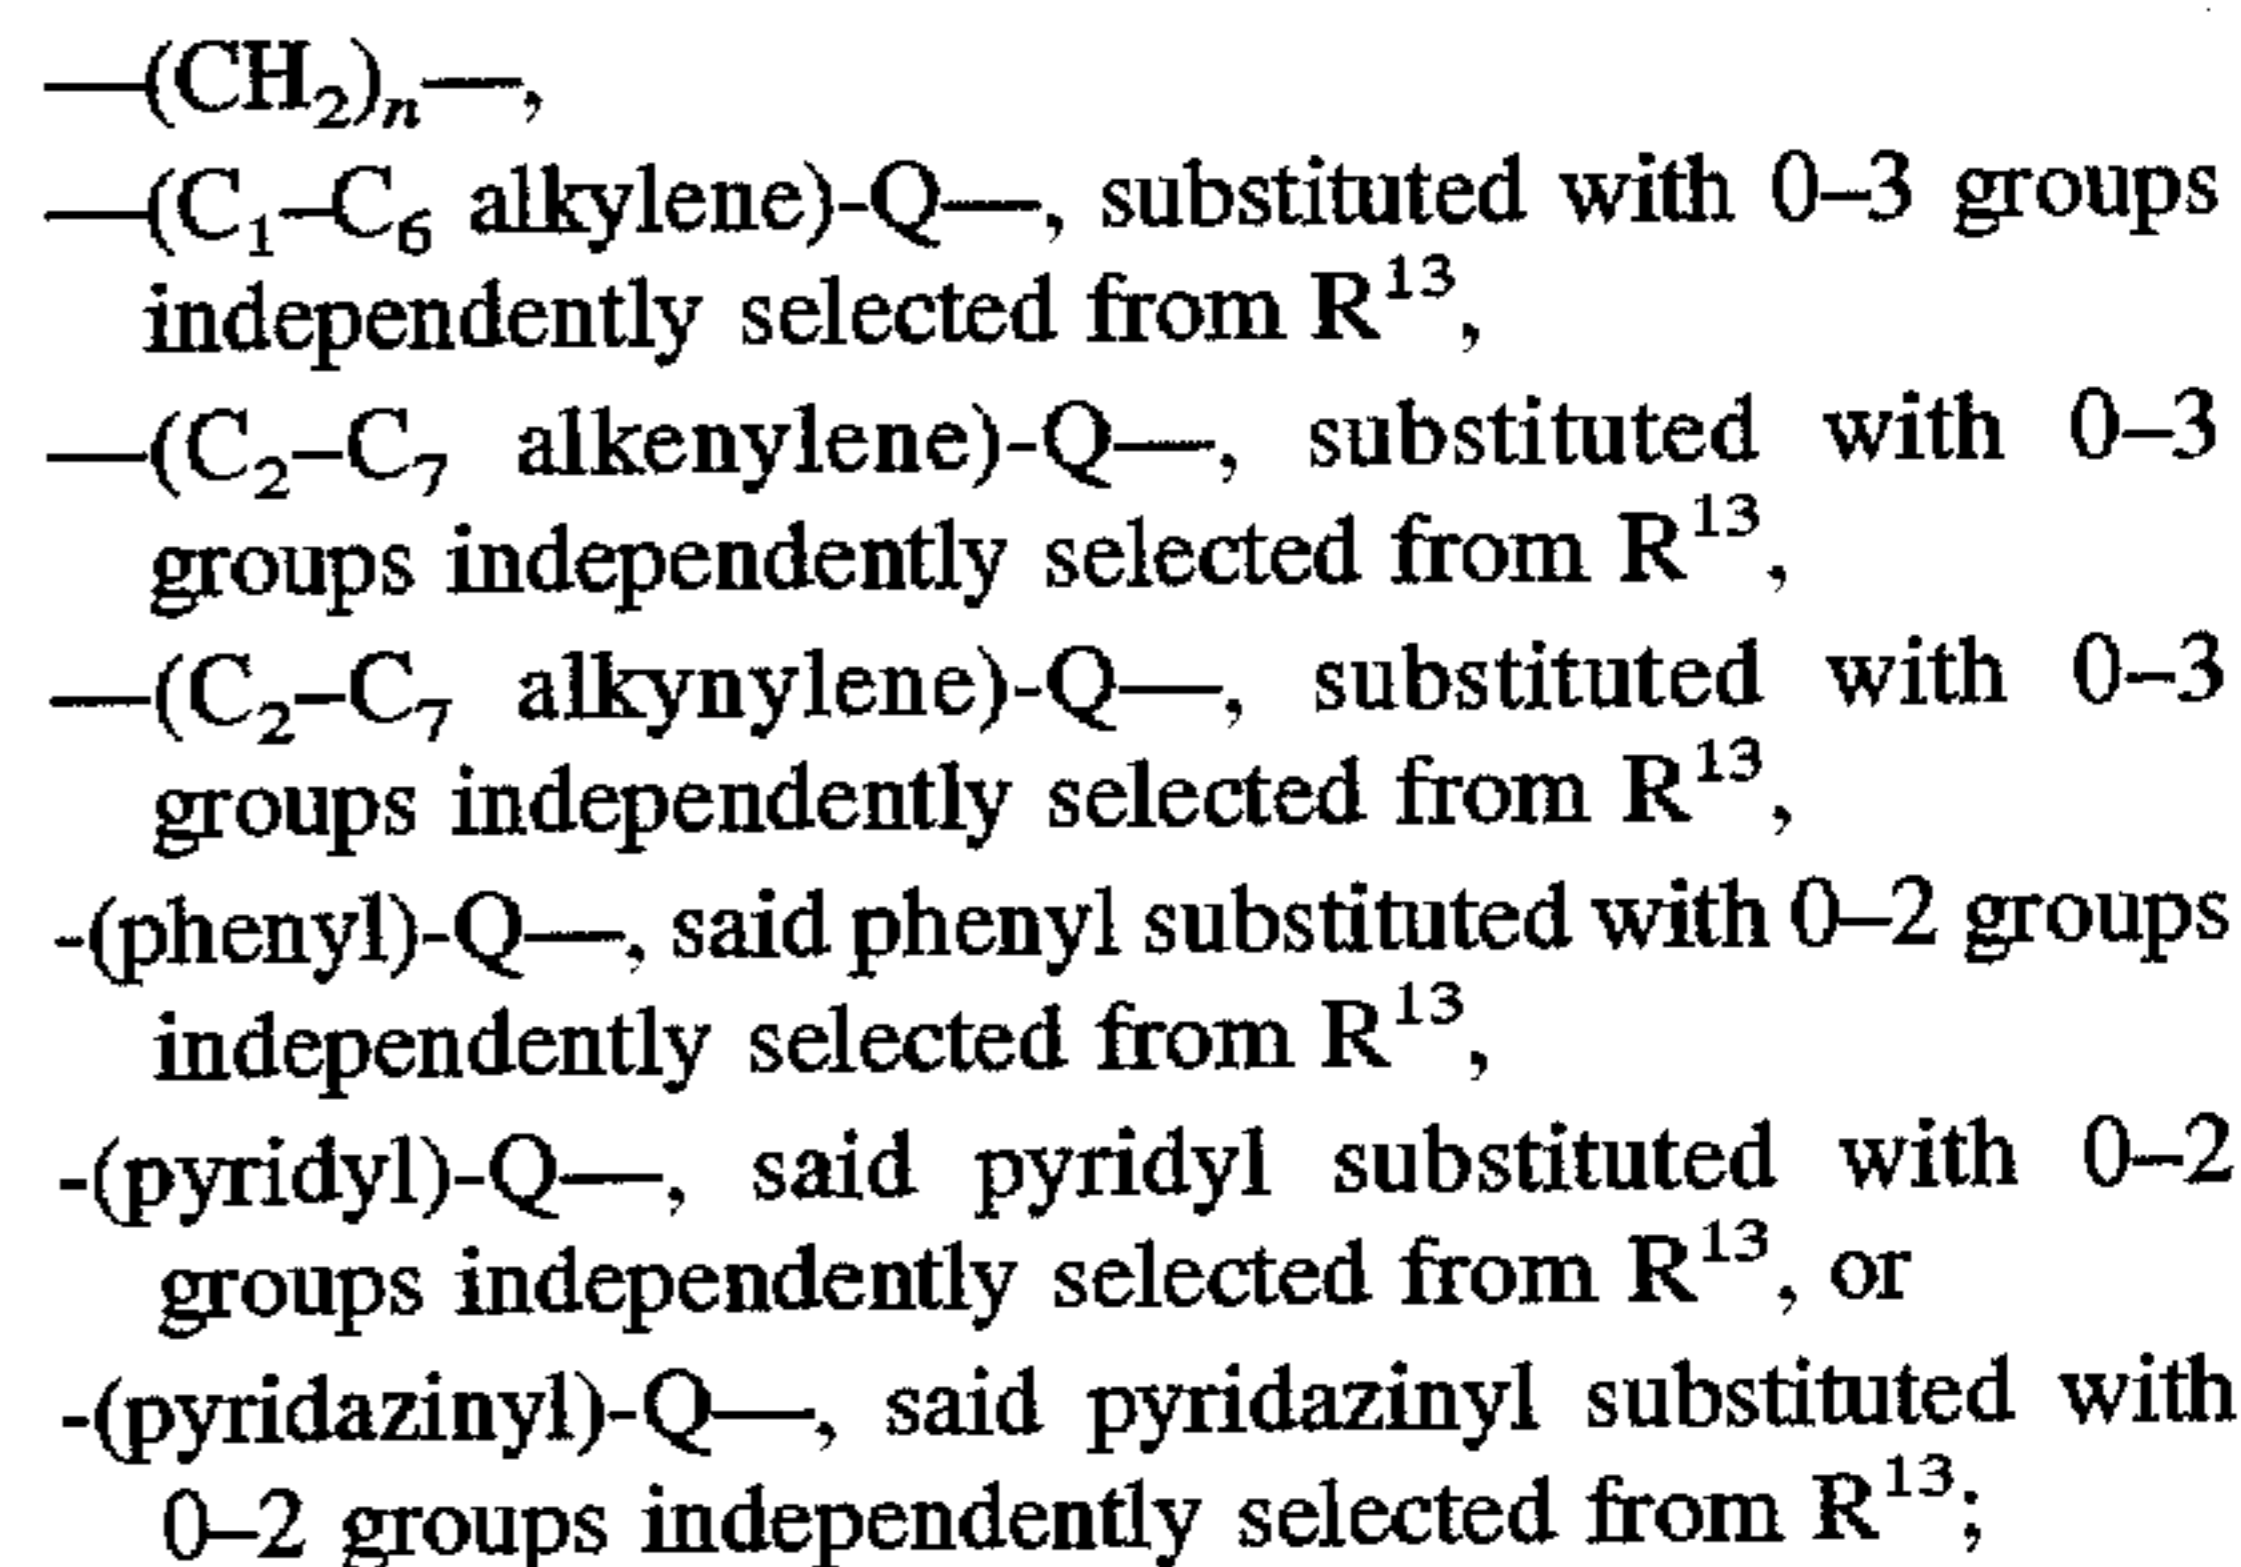 —(CH₂)ₙ—,
—(C₁–C₆ alkylene)-Q—, substituted with 0–3 groups
independently selected from R¹³,
—(C₂–C₇ alkenylene)-Q—, substituted with 0–3
groups independently selected from R¹³,
—(C₂–C₇ alkynylene)-Q—, substituted with 0–3
groups independently selected from R¹³,
-(phenyl)-Q—, said phenyl substituted with 0–2 groups
independently selected from R¹³,
-(pyridyl)-Q—, said pyridyl substituted with 0–2
groups independently selected from R¹³, or
-(pyridazinyl)-Q—, said pyridazinyl substituted with
0–2 groups independently selected from R¹³;